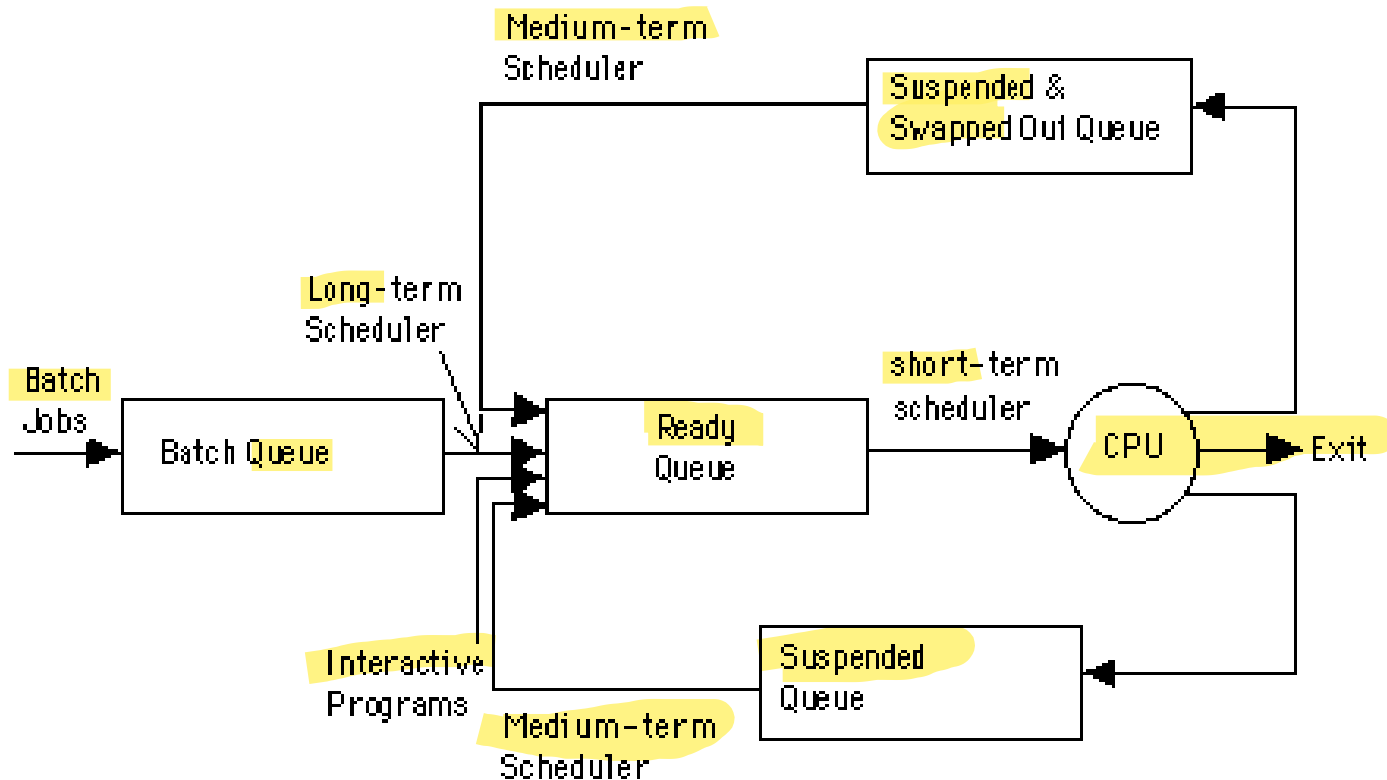 Medium-term
Scheduler
Suspended &
Swapped Out Queue
Long-term
Scheduler
short-term
scheduler
Batch
Jobs
Batch Queue
Ready
Queue
CPU
Exit
Interactive
Programs
Suspended
Queue
Medium-term
Scheduler